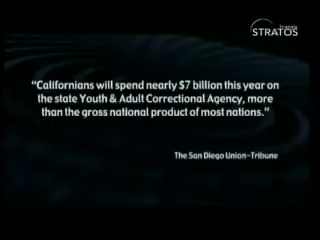 STRATOS
“Californians will spend nearly $7 billion this year on
the state Youth & Adult Correctional Agency, more
than the gross national product of most nations.”
The San Diego Union-Tribune